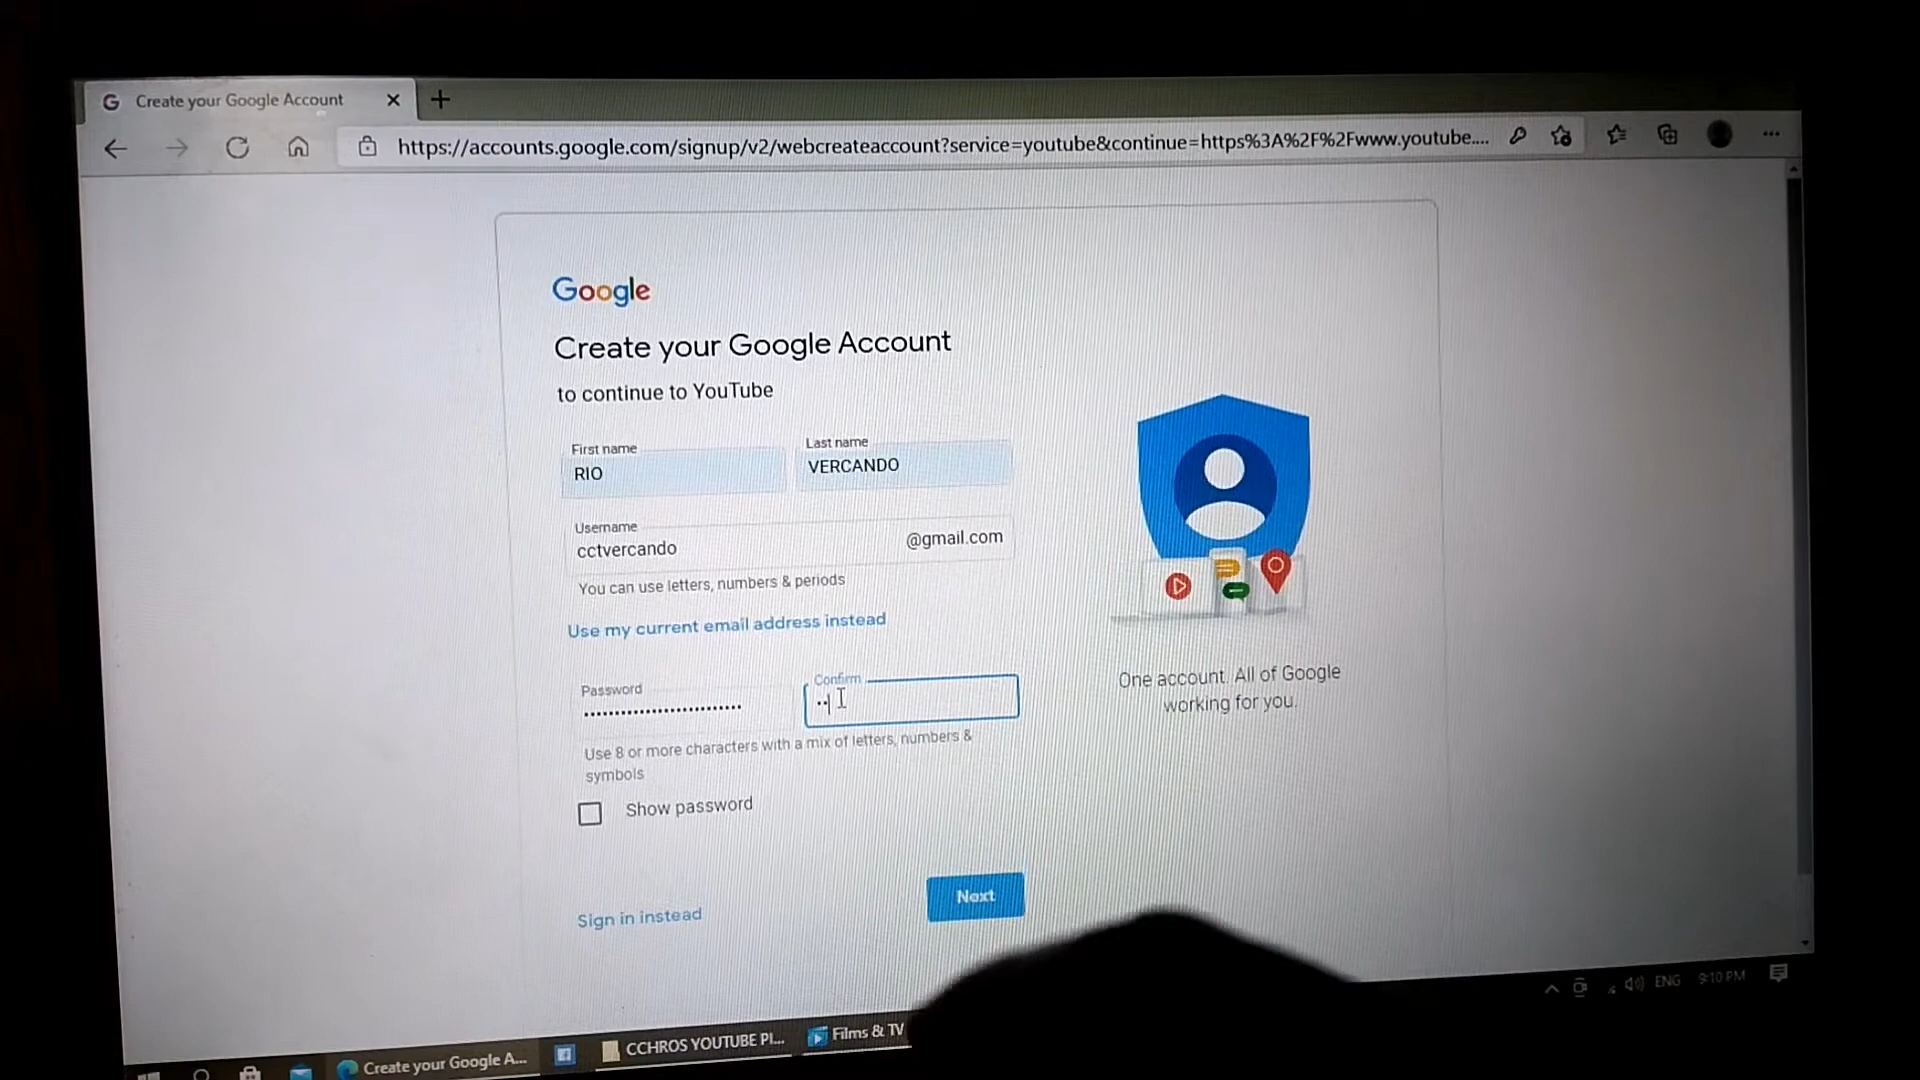 Create your Google Account
https://accounts.google.com/signup/v2/webcreateaccount?service=youtube&continue=https%3A%2F%2Fwww.youtube....
Google
Create your Google Account
to continue to YouTube
First name
Last name
RIO
VERCANDO
Username
cctvercando
@gmail.com
You can use letters, numbers & periods
Use my current email address instead
Password
Confirm
Use 8 or more characters with a mix of letters, numbers &
symbols
Show password
Sign in instead
Next
One account. All of Google
working for you.
ENG 9:10 PM
Create your Google A...
CCHROS YOUTUBE PI...
Films & TV